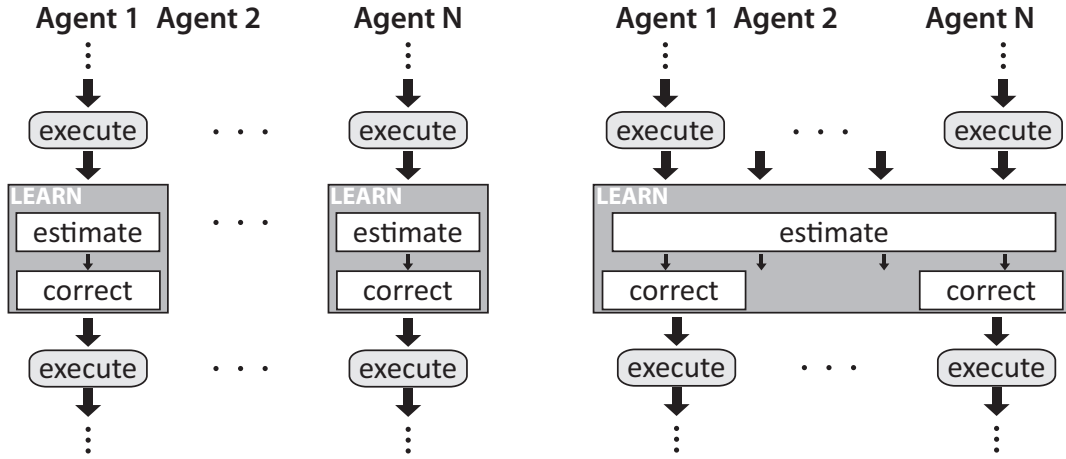 Agent 1 Agent 2 Agent N Agent 1 Agent 2 Agent N
execute . . . execute execute . . . execute
LEARN LEARN LEARN
estimate . . . estimate estimate
correct correct correct correct
execute . . . execute execute . . . execute